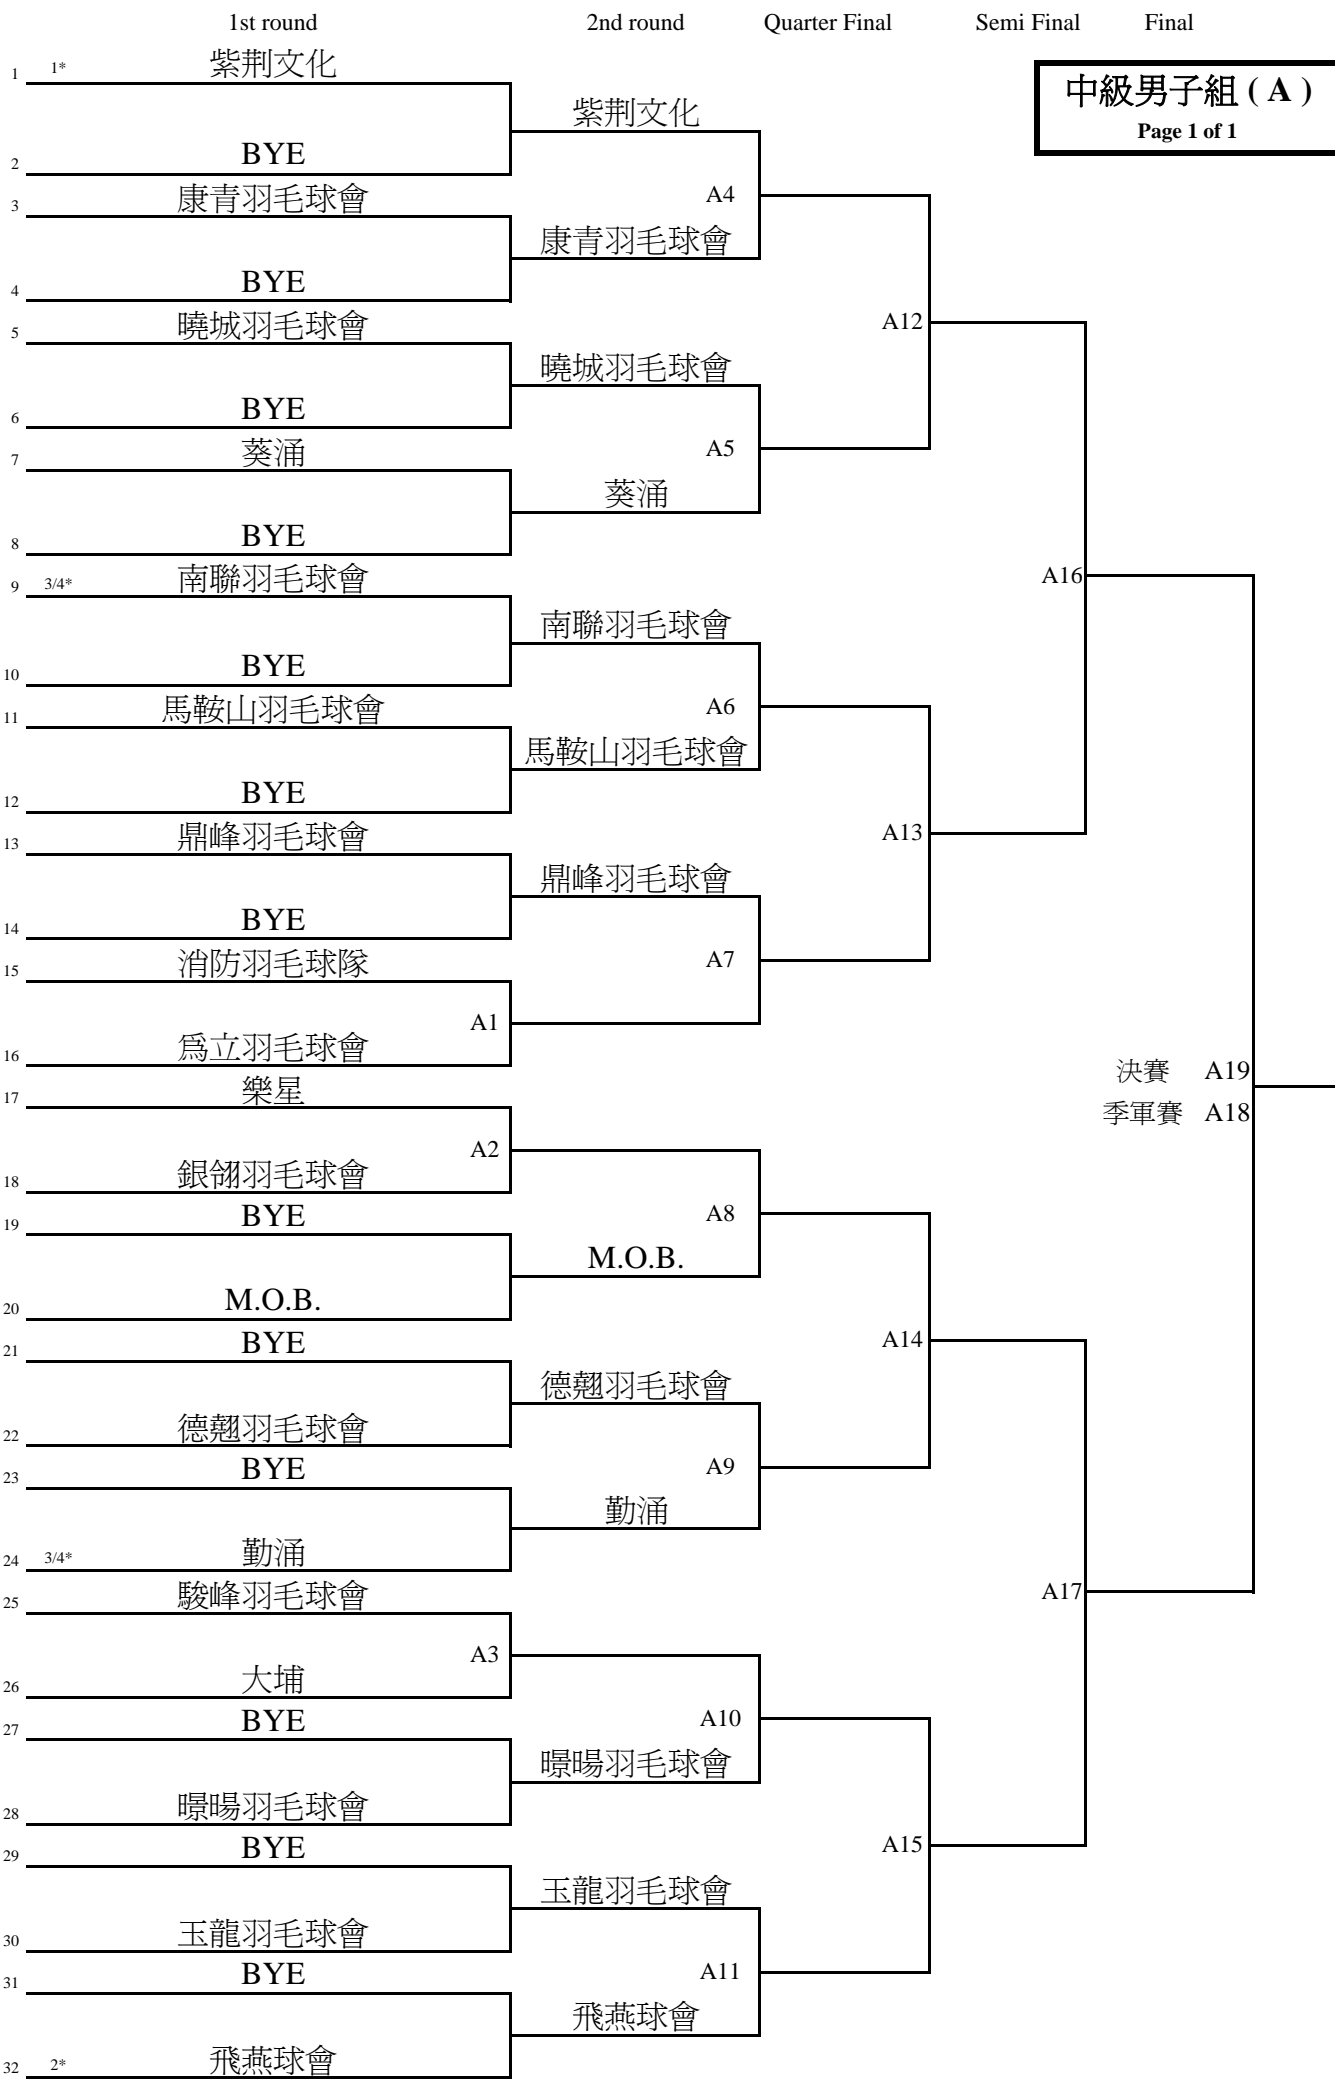 1st round 2nd round Quarter Final Semi Final Final
中級男子組 ( A )
Page 1 of 1
1 1* 紫荆文化
紫荆文化
2 BYE
3 康青羽毛球會
A4
康青羽毛球會
4 BYE
5 曉城羽毛球會
A12
曉城羽毛球會
6 BYE
7 葵涌
A5
葵涌
8 BYE
9 3/4* 南聯羽毛球會
A16
南聯羽毛球會
10 BYE
11 馬鞍山羽毛球會
A6
馬鞍山羽毛球會
12 BYE
13 鼎峰羽毛球會
A13
鼎峰羽毛球會
14 BYE
15 消防羽毛球隊
A7
A1
16 爲立羽毛球會
決賽 A19
17 樂星
季軍賽 A18
A2
18 銀翎羽毛球會
19 BYE
A8
M.O.B.
20 M.O.B.
21 BYE
A14
德翹羽毛球會
22 德翹羽毛球會
23 BYE
A9
勤涌
24 3/4* 勤涌
25 駿峰羽毛球會
A17
A3
26 大埔
27 BYE
A10
暻暘羽毛球會
28 暻暘羽毛球會
29 BYE
A15
玉龍羽毛球會
30 玉龍羽毛球會
31 BYE
A11
飛燕球會
32 2* 飛燕球會